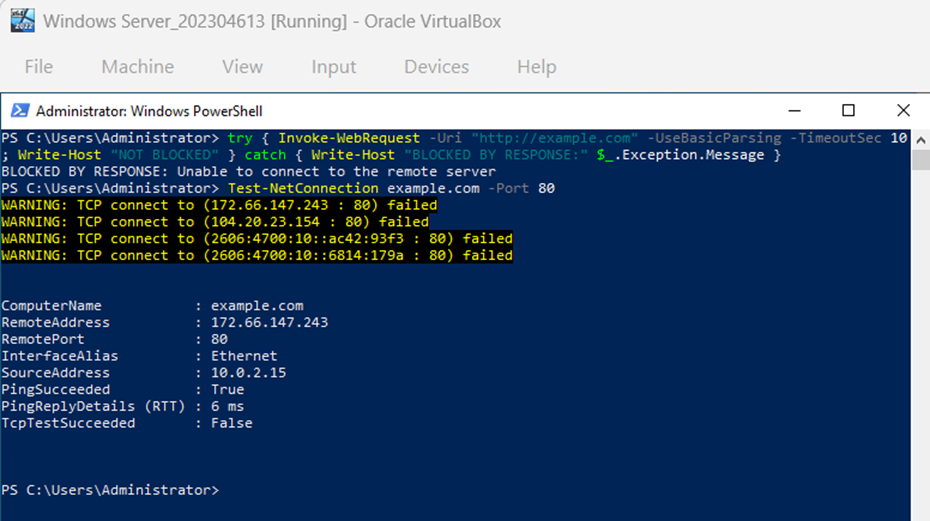 Windows Server_202304613 [Running] - Oracle VirtualBox
File Machine View Input Devices Help
Administrator: Windows PowerShell
PS C:\Users\Administrator> try { Invoke-WebRequest -Uri "http://example.com" -UseBasicParsing -TimeoutSec 10
; Write-Host "NOT BLOCKED" } catch { Write-Host "BLOCKED BY RESPONSE:" $_.Exception.Message }
BLOCKED BY RESPONSE: Unable to connect to the remote server
PS C:\Users\Administrator> Test-NetConnection example.com -Port 80
WARNING: TCP connect to (172.66.147.243 : 80) failed
WARNING: TCP connect to (104.20.23.154 : 80) failed
WARNING: TCP connect to (2606:4700:10::ac42:93f3 : 80) failed
WARNING: TCP connect to (2606:4700:10::6814:179a : 80) failed
ComputerName : example.com
RemoteAddress : 172.66.147.243
RemotePort : 80
InterfaceAlias : Ethernet
SourceAddress : 10.0.2.15
PingSucceeded : True
PingReplyDetails (RTT) : 6 ms
TcpTestSucceeded : False
PS C:\Users\Administrator>